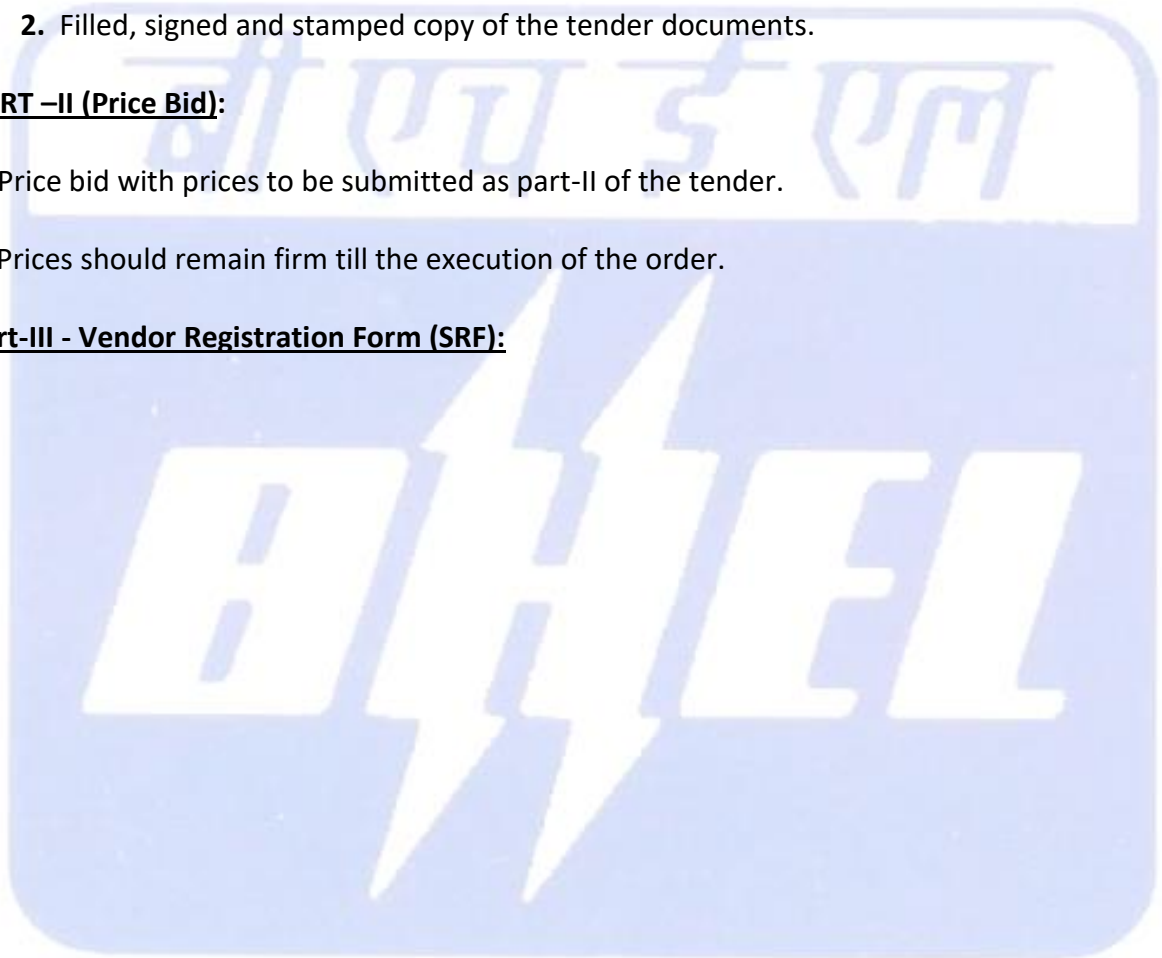 2. Filled, signed and stamped copy of the tender documents.
बी एच ई एल
RT –II (Price Bid):
Price bid with prices to be submitted as part-II of the tender.
Prices should remain firm till the execution of the order.
rt-III - Vendor Registration Form (SRF):
BHEL